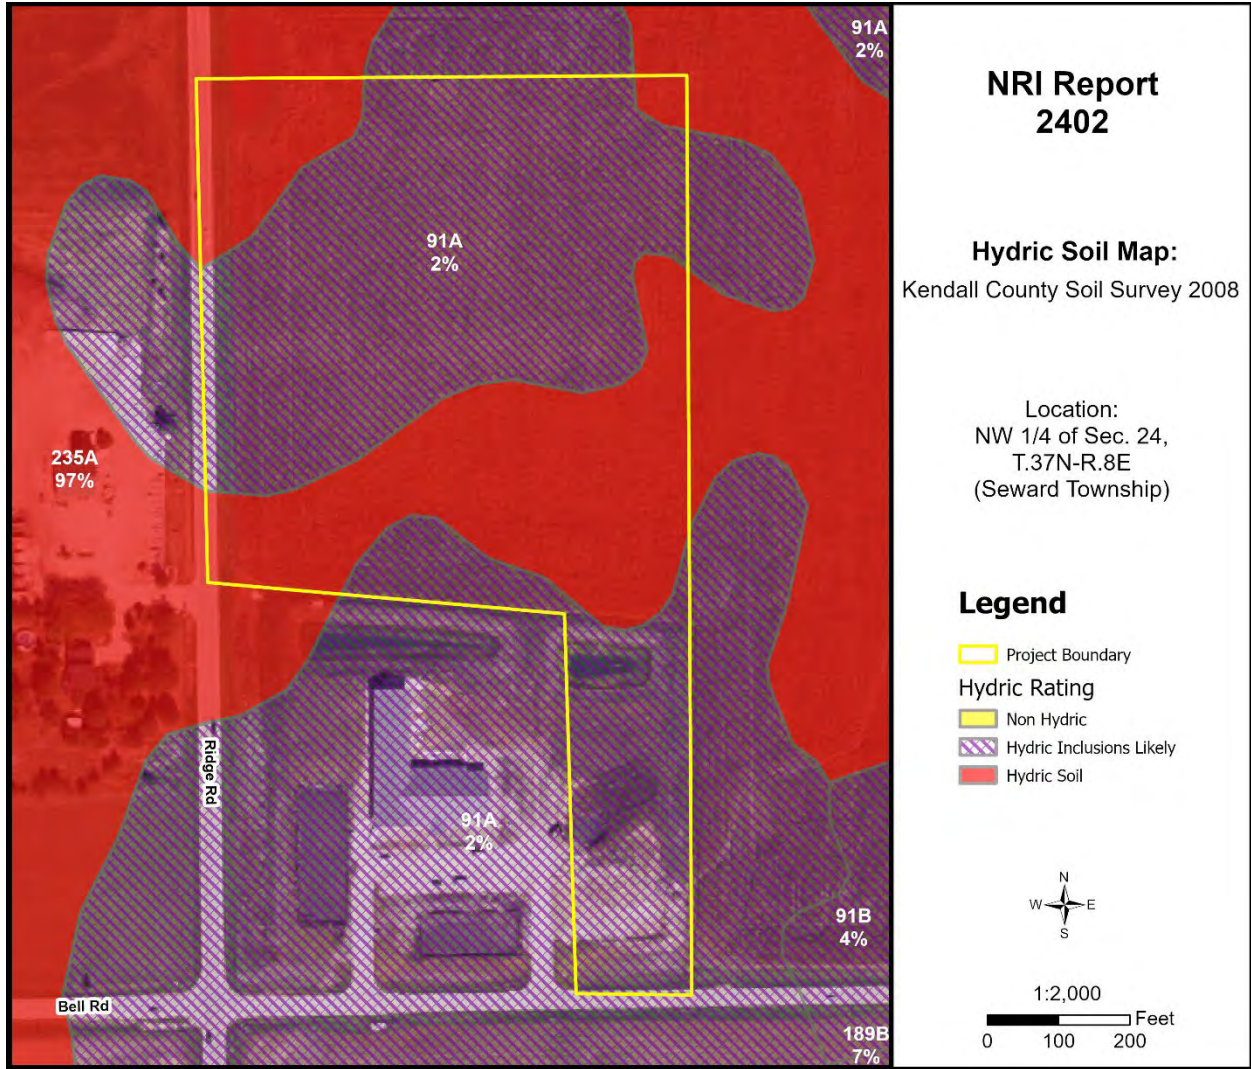 91A
2%
91A
2%
235A
97%
Ridge Rd
91A
2%
91B
4%
Bell Rd
189B
7%
NRI Report
2402
Hydric Soil Map:
Kendall County Soil Survey 2008
Location:
NW 1/4 of Sec. 24,
T.37N-R.8E
(Seward Township)
Legend
Project Boundary
Hydric Rating
Non Hydric
Hydric Inclusions Likely
Hydric Soil
N
W E
S
1:2,000
Feet
0 100 200